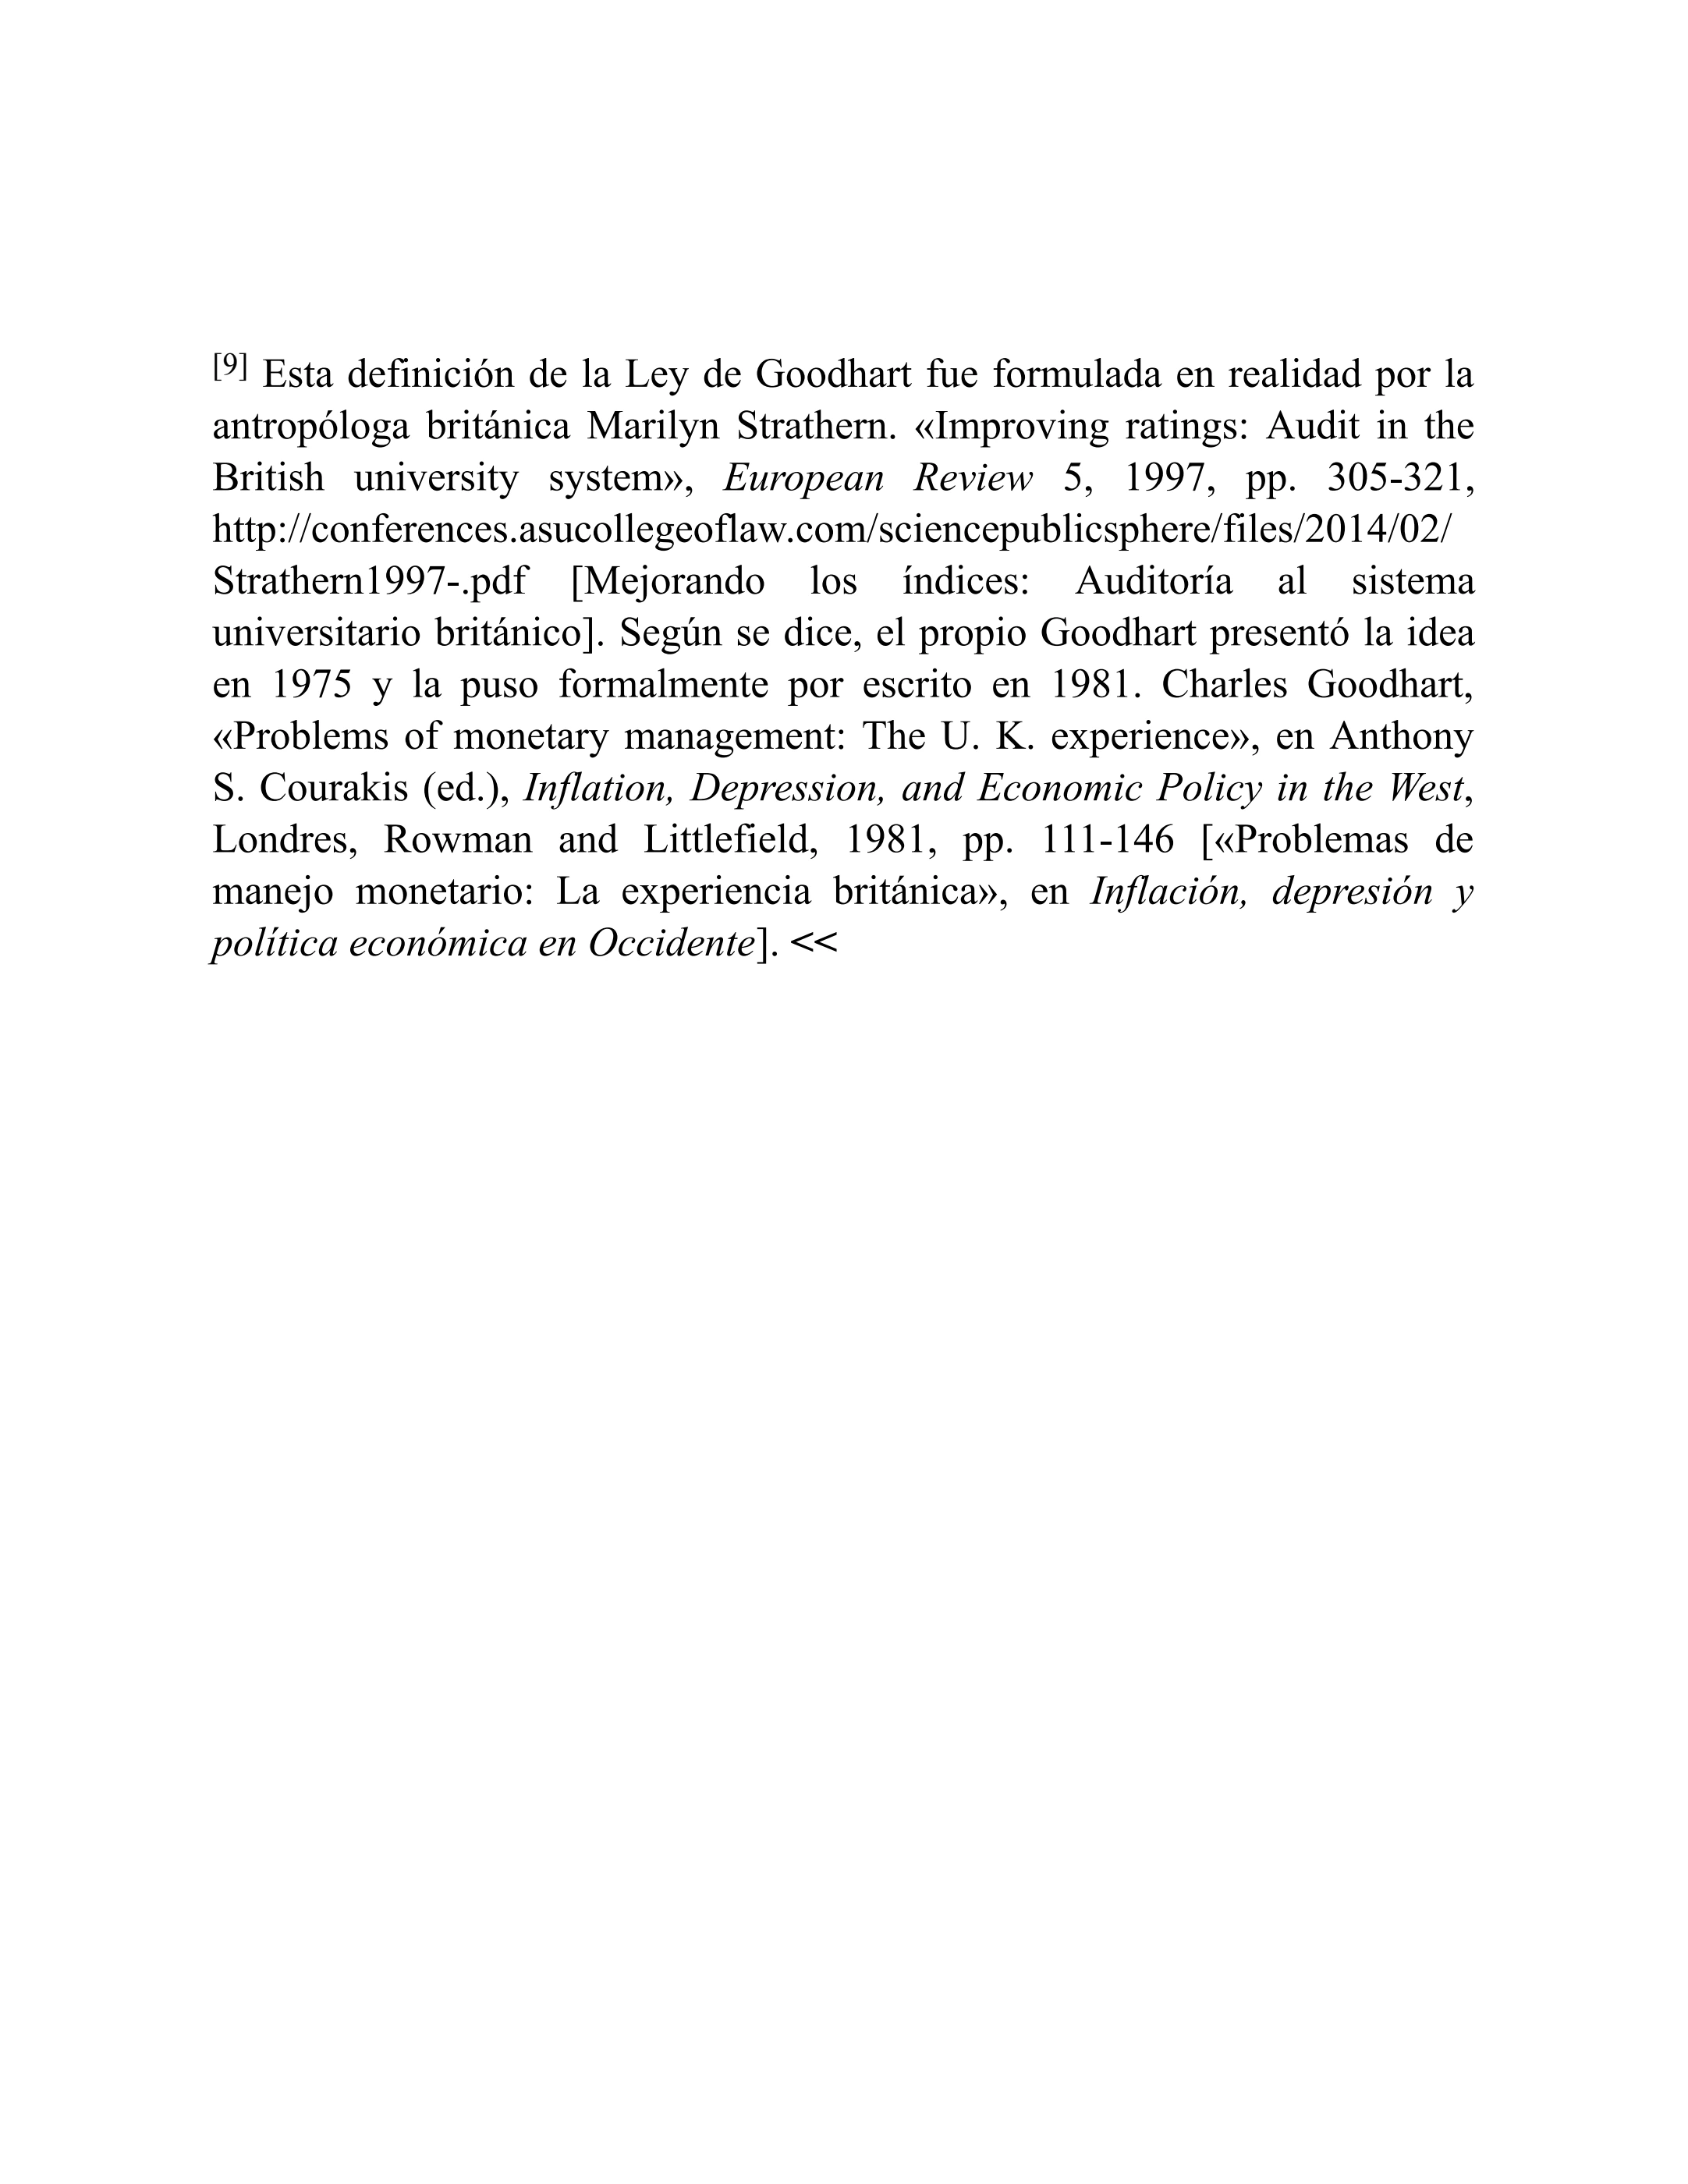 [9] Esta definición de la Ley de Goodhart fue formulada en realidad por la
antropóloga británica Marilyn Strathern. «Improving ratings: Audit in the
British university system», European Review 5, 1997, pp. 305-321,
http://conferences.asucollegeoflaw.com/sciencepublicsphere/files/2014/02/
Strathern1997-.pdf [Mejorando los índices: Auditoría al sistema
universitario británico]. Según se dice, el propio Goodhart presentó la idea
en 1975 y la puso formalmente por escrito en 1981. Charles Goodhart,
«Problems of monetary management: The U. K. experience», en Anthony
S. Courakis (ed.), Inflation, Depression, and Economic Policy in the West,
Londres, Rowman and Littlefield, 1981, pp. 111-146 [«Problemas de
manejo monetario: La experiencia británica», en Inflación, depresión y
política económica en Occidente]. <<